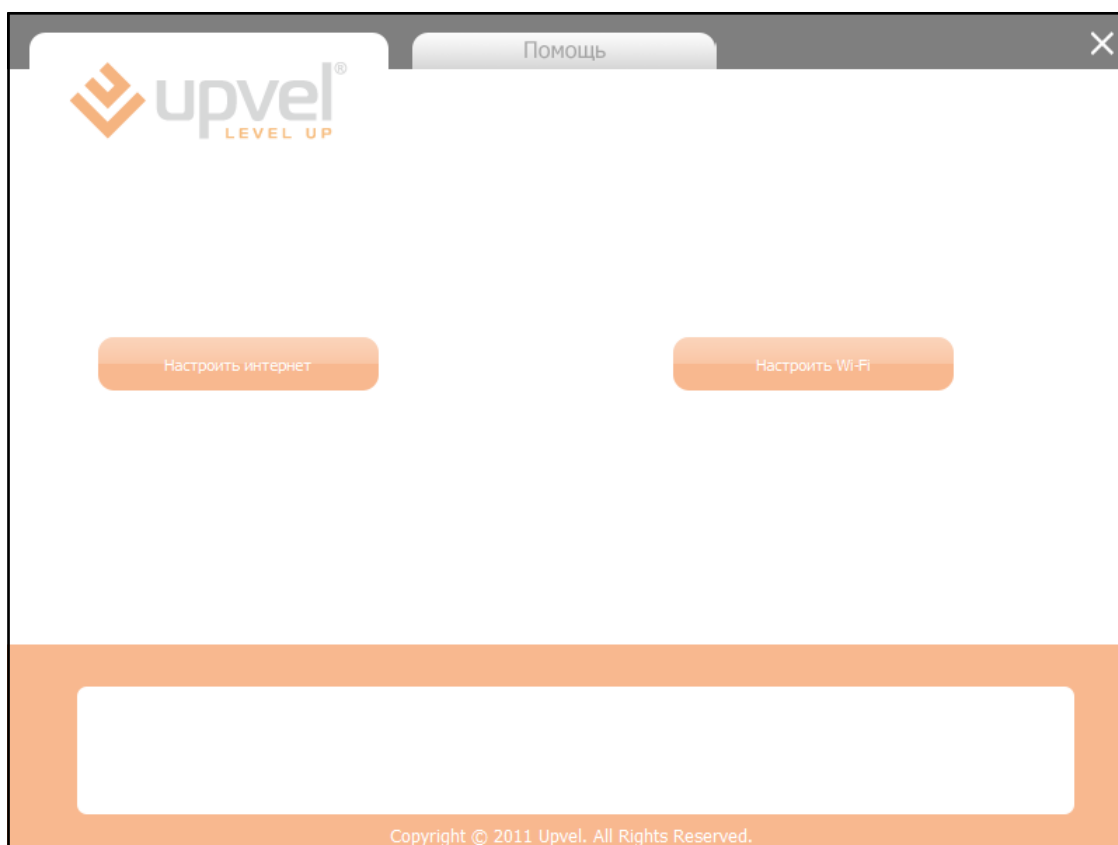 Помощь
upvel®
LEVEL UP
Настроить интернет
Настроить Wi-Fi
Copyright © 2011 Upvel. All Rights Reserved.